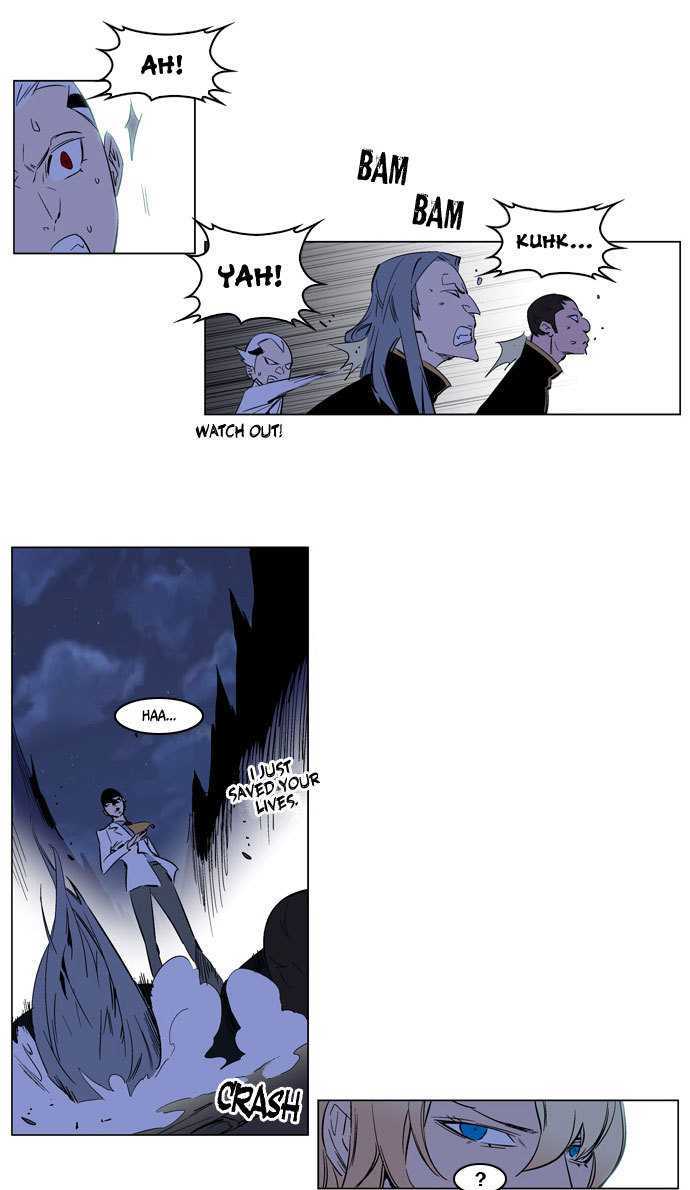 AH!
BAM
BAM
YAH!
KUHK...
WATCH OUT!
HAA...
I JUST
SAVED YOUR
LIVES.
CRASH
?